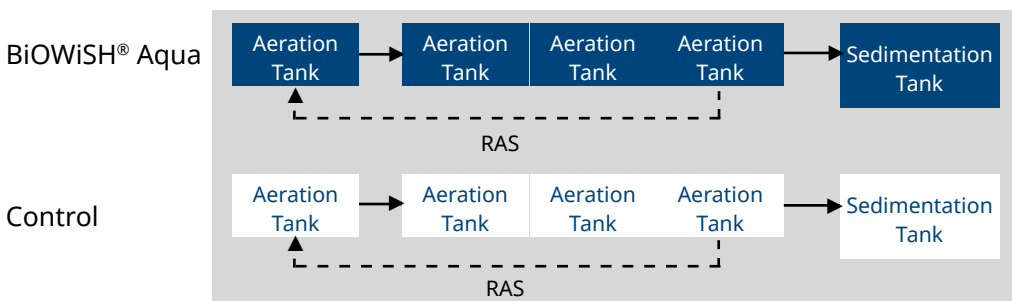 BiOWiSH® Aqua
Aeration
Tank
Aeration
Tank
Aeration
Tank
Aeration
Tank
Sedimentation
Tank
RAS
Control
Aeration
Tank
Aeration
Tank
Aeration
Tank
Aeration
Tank
Sedimentation
Tank
RAS